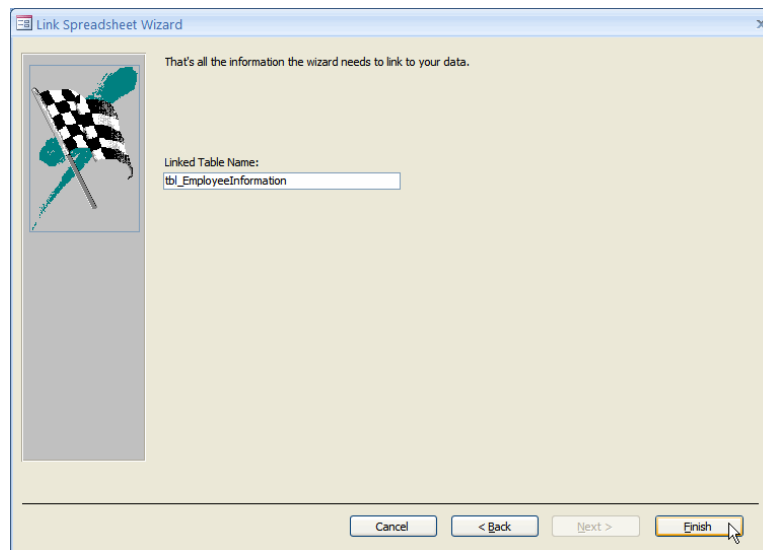 Link Spreadsheet Wizard
That's all the information the wizard needs to link to your data.
Linked Table Name:
tbl_EmployeeInformation
Cancel
< Back
Next >
Finish